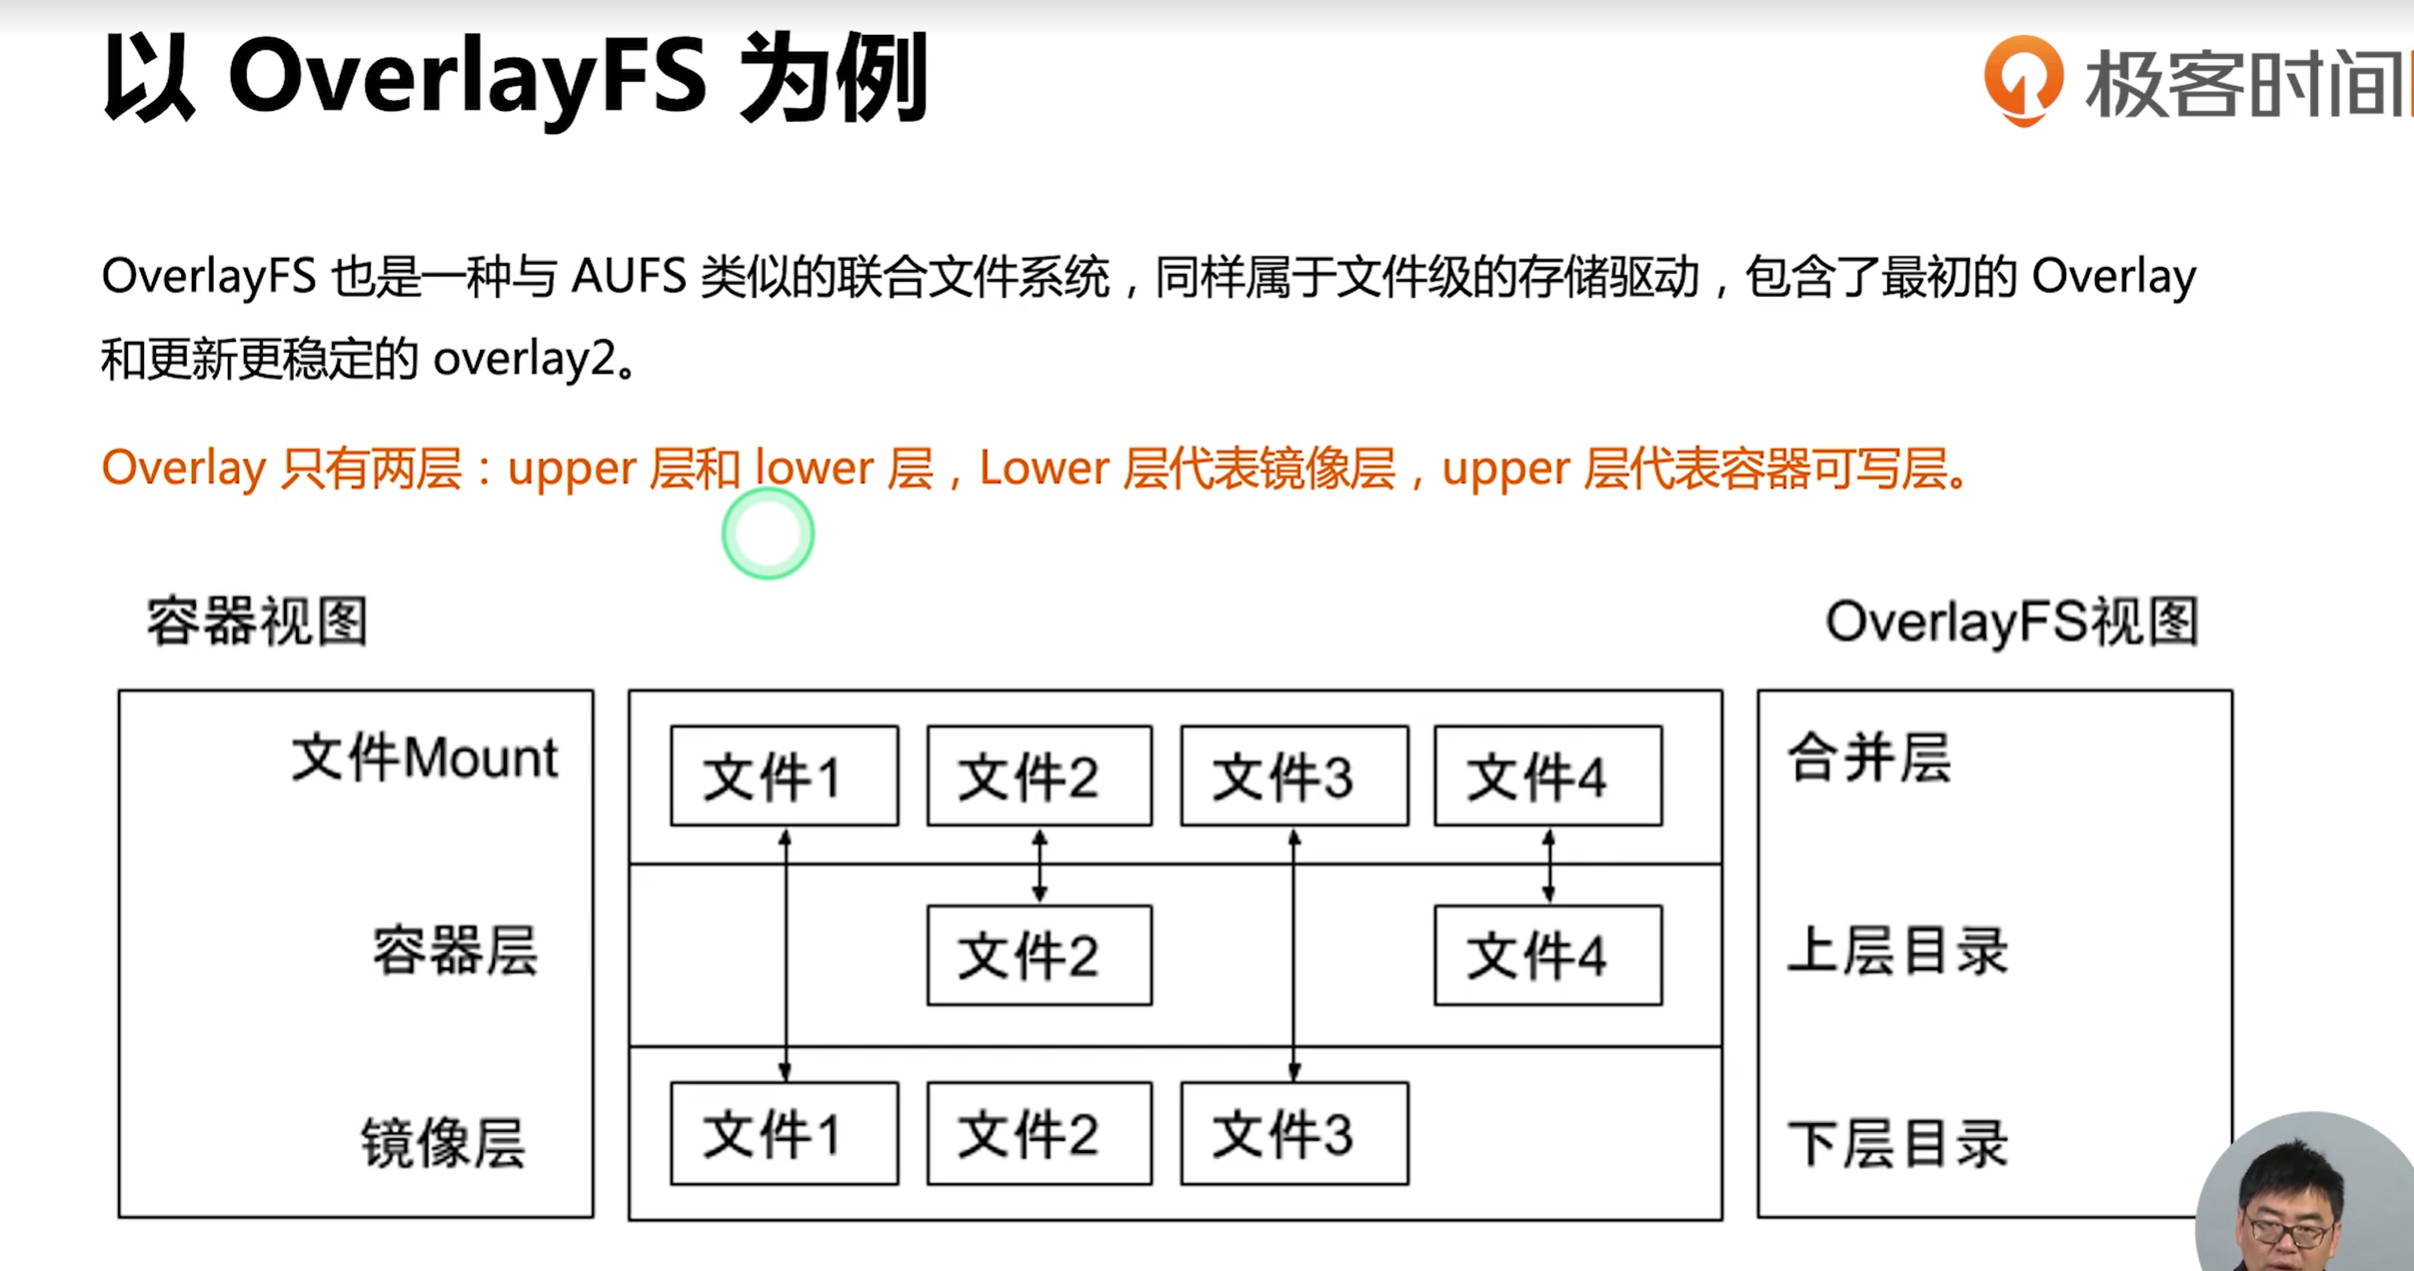 以 OverlayFS 为例
极客时间
OverlayFS 也是一种与 AUFS 类似的联合文件系统，同样属于文件级的存储驱动，包含了最初的 Overlay
和更新更稳定的 overlay2。
Overlay 只有两层：upper 层和 lower 层，Lower 层代表镜像层，upper 层代表容器可写层。
容器视图
OverlayFS视图
文件Mount
文件1
文件2
文件3
文件4
合并层
容器层
文件2
文件4
上层目录
镜像层
文件1
文件2
文件3
下层目录